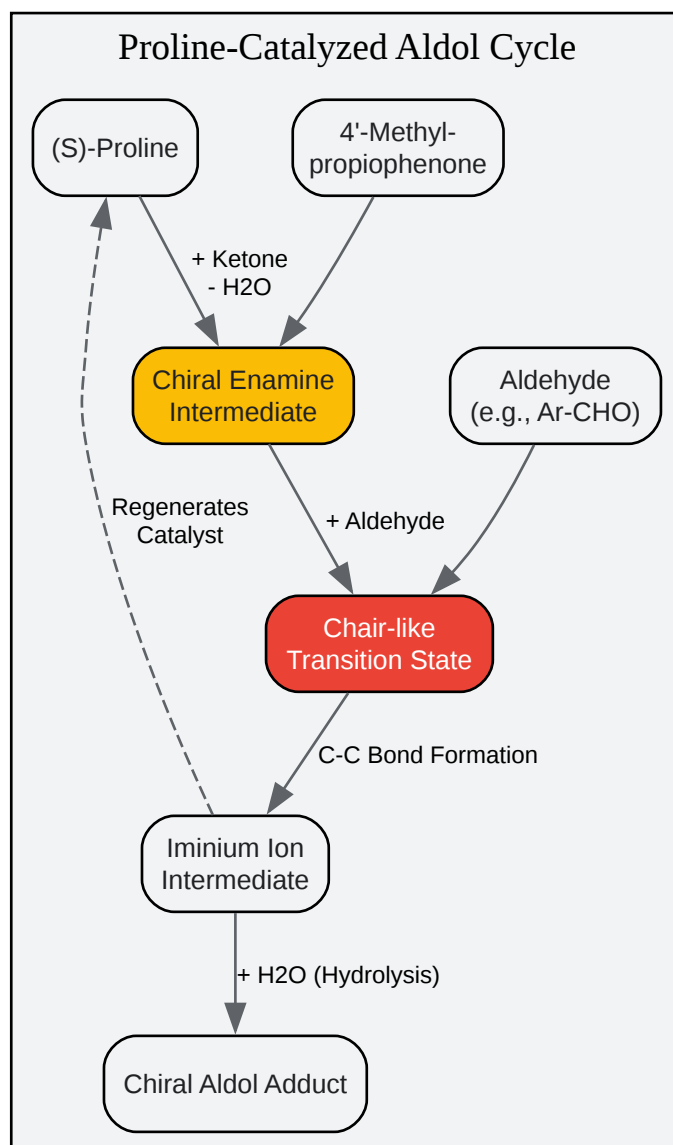 Proline-Catalyzed Aldol Cycle
(S)-Proline
4'-Methyl-
propiophenone
+ Ketone
- H2O
Chiral Enamine
Intermediate
Aldehyde
(e.g., Ar-CHO)
Regenerates
Catalyst
+ Aldehyde
Chair-like
Transition State
C-C Bond Formation
Iminium Ion
Intermediate
+ H2O (Hydrolysis)
Chiral Aldol Adduct